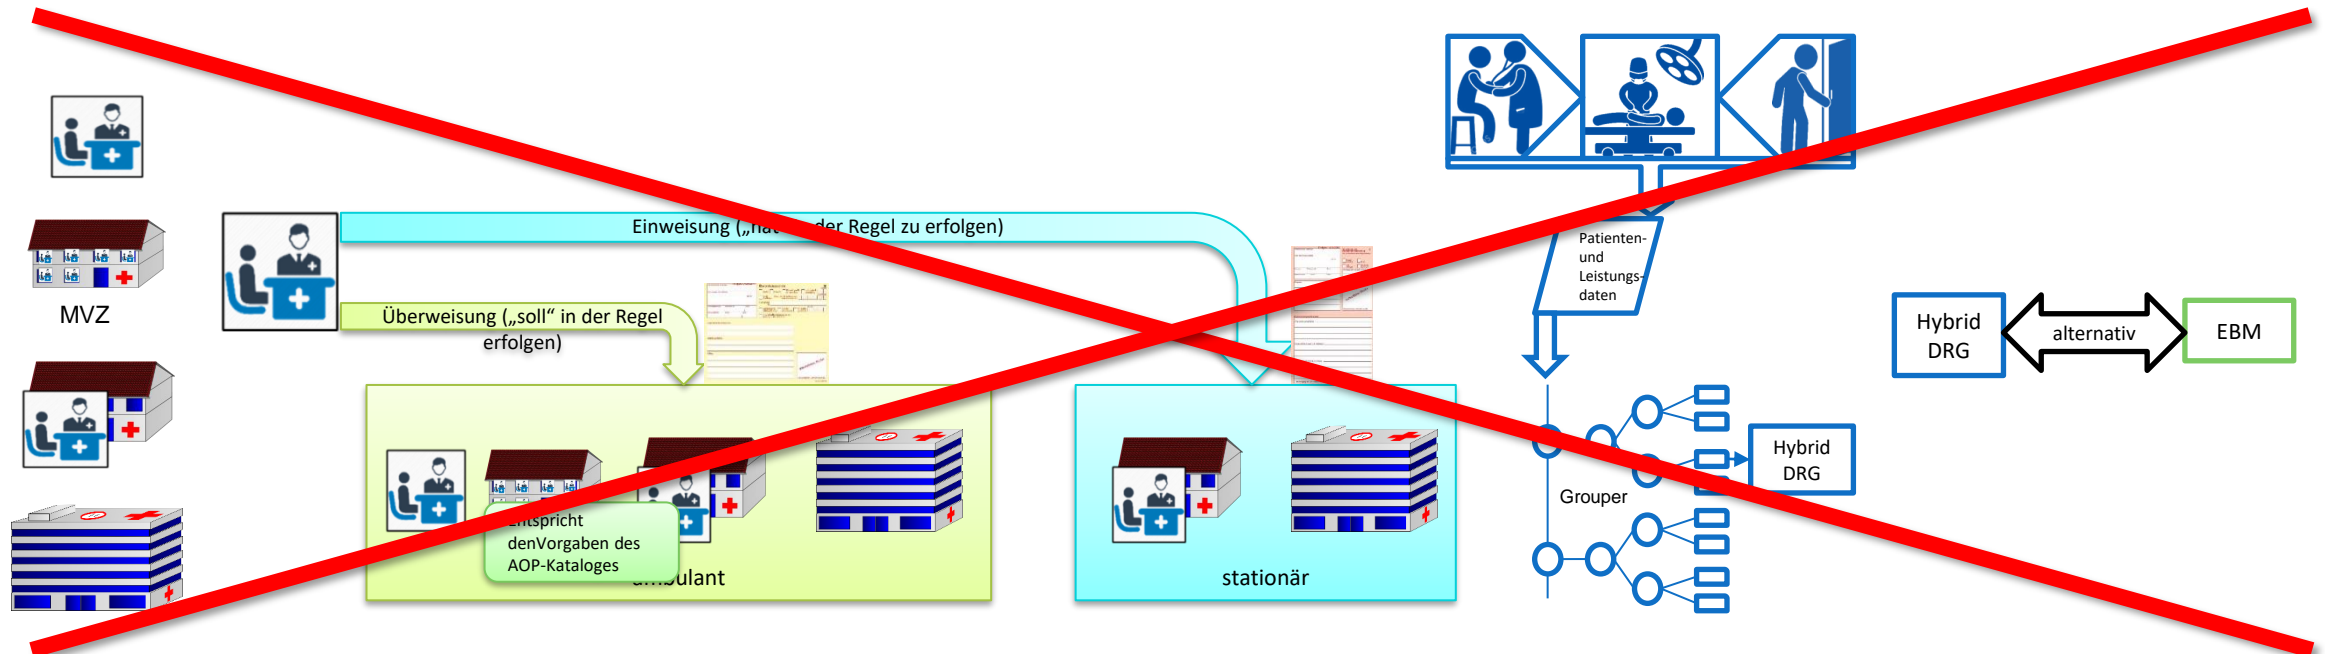 MVZ
Einweisung („hat der Regel zu erfolgen)
Überweisung („soll“ in der Regel
erfolgen)
Entspricht
denVorgaben des
AOP-Kataloges
ambulant
stationär
Patienten-
und
Leistungs-
daten
Grouper
Hybrid
DRG
Hybrid
DRG
alternativ
EBM